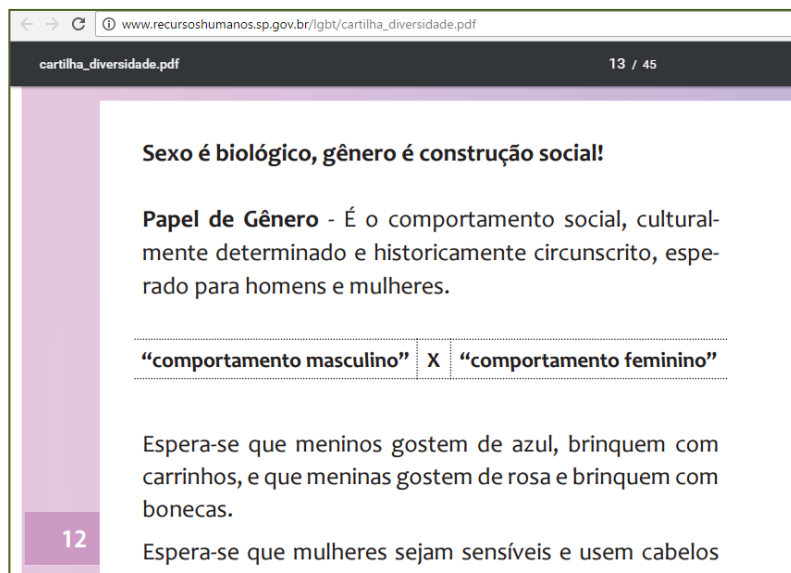 www.recursoshumanos.sp.gov.br/lgbt/cartilha_diversidade.pdf
cartilha_diversidade.pdf 13 / 45
Sexo é biológico, gênero é construção social!
Papel de Gênero - É o comportamento social, cultural-
mente determinado e historicamente circunscrito, espe-
rado para homens e mulheres.
“comportamento masculino” X “comportamento feminino”
Espera-se que meninos gostem de azul, brinquem com
carrinhos, e que meninas gostem de rosa e brinquem com
bonecas.
12
Espera-se que mulheres sejam sensíveis e usem cabelos